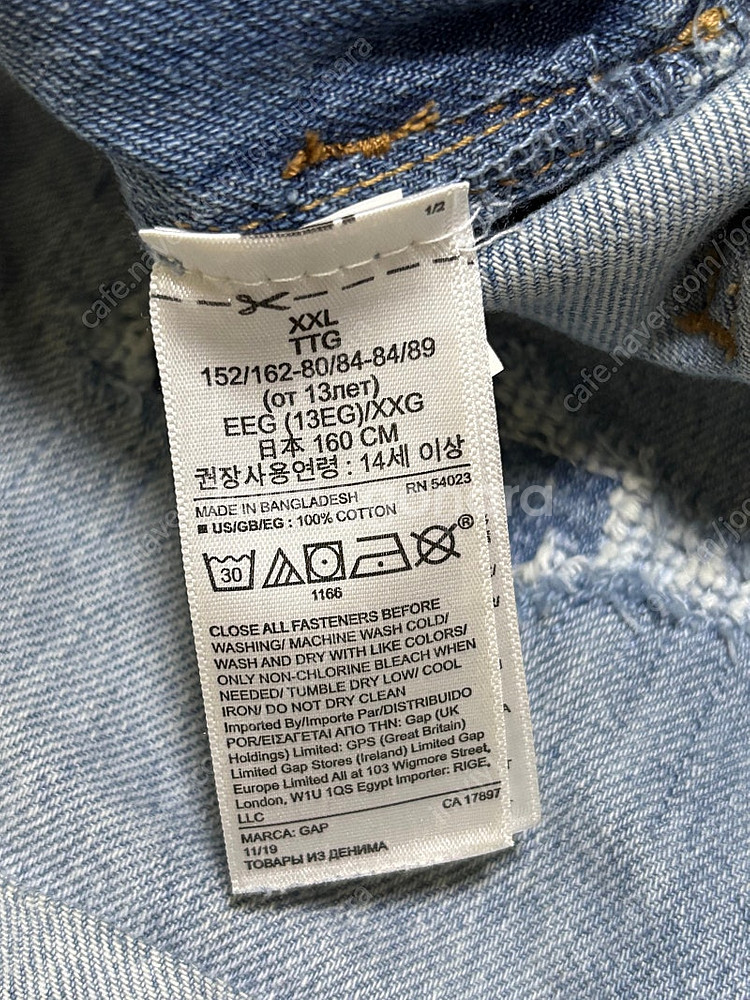 1/2
XXL
TTG
152/162-80/84-84/89
(от 13лет)
EEG (13EG)/XXG
日本 160 CM
권장사용연령 : 14세 이상
RN 54023
MADE IN BANGLADESH
■ US/GB/EG : 100% COTTON
30
®
1166
CLOSE ALL FASTENERS BEFORE
WASHING/ MACHINE WASH COLD/
WASH AND DRY WITH LIKE COLORS/
ONLY NON-CHLORINE BLEACH WHEN
NEEDED/ TUMBLE DRY LOW/ COOL
IRON/ DO NOT DRY CLEAN
Imported By/Importe Par/DISTRIBUIDO
POR/ΕΙΣΑΓΕΤΑΙ ΑΠΟ ΤΗΝ: Gap (UK
Holdings) Limited: GPS (Great Britain)
Limited Gap Stores (Ireland) Limited Gap
Europe Limited All at 103 Wigmore Street,
London, W1U 1QS Egypt Importer: RIGE,
LLC
CA 17897
MARCA: GAP
11/19
ТОВАРЫ ИЗ ДЕНИМА